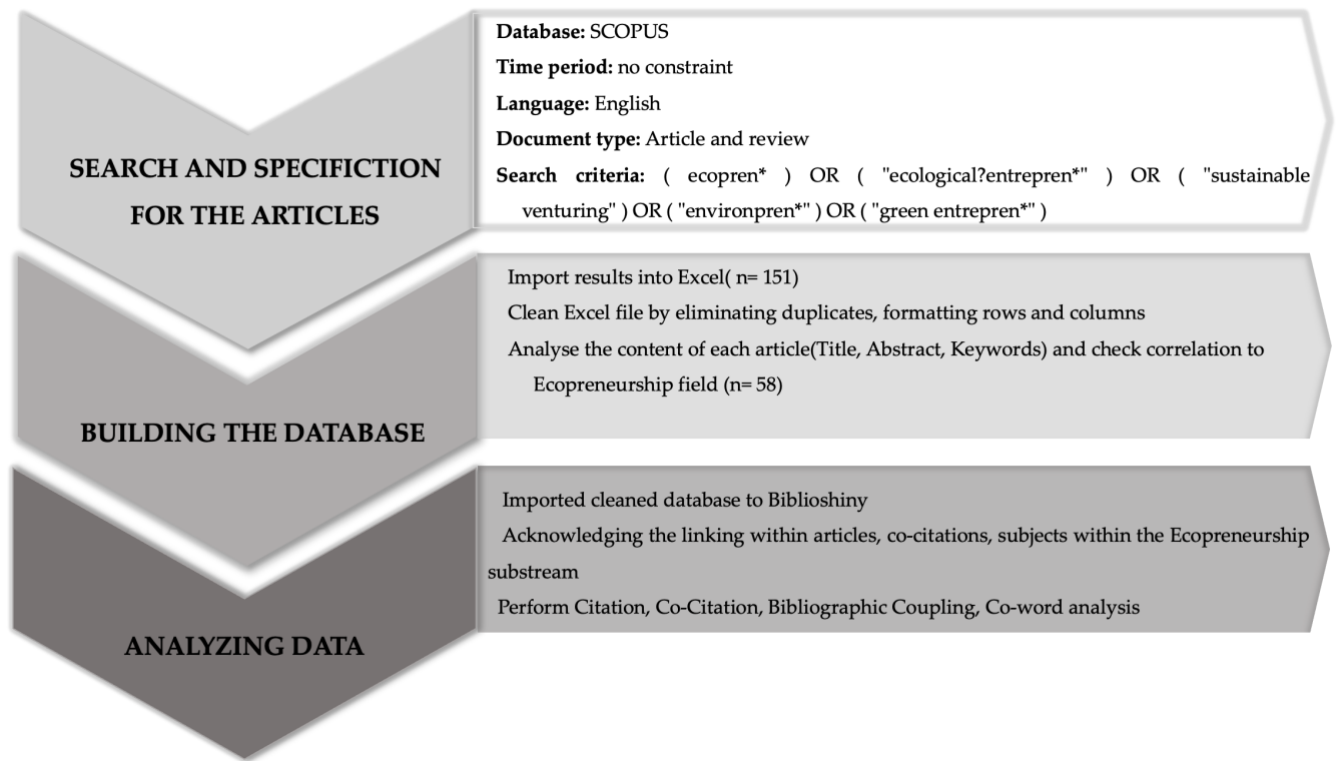 SEARCH AND SPECIFICTION
FOR THE ARTICLES
Database: SCOPUS
Time period: no constraint
Language: English
Document type: Article and review
Search criteria: ( ecopren* ) OR ( "ecological?entrepren*" ) OR ( "sustainable
venturing" ) OR ( "environpren*" ) OR ( "green entrepren*" )
BUILDING THE DATABASE
Import results into Excel( n= 151)
Clean Excel file by eliminating duplicates, formatting rows and columns
Analyse the content of each article(Title, Abstract, Keywords) and check correlation to
Ecopreneurship field (n= 58)
ANALYZING DATA
Imported cleaned database to Biblioshiny
Acknowledging the linking within articles, co-citations, subjects within the Ecopreneurship
substream
Perform Citation, Co-Citation, Bibliographic Coupling, Co-word analysis